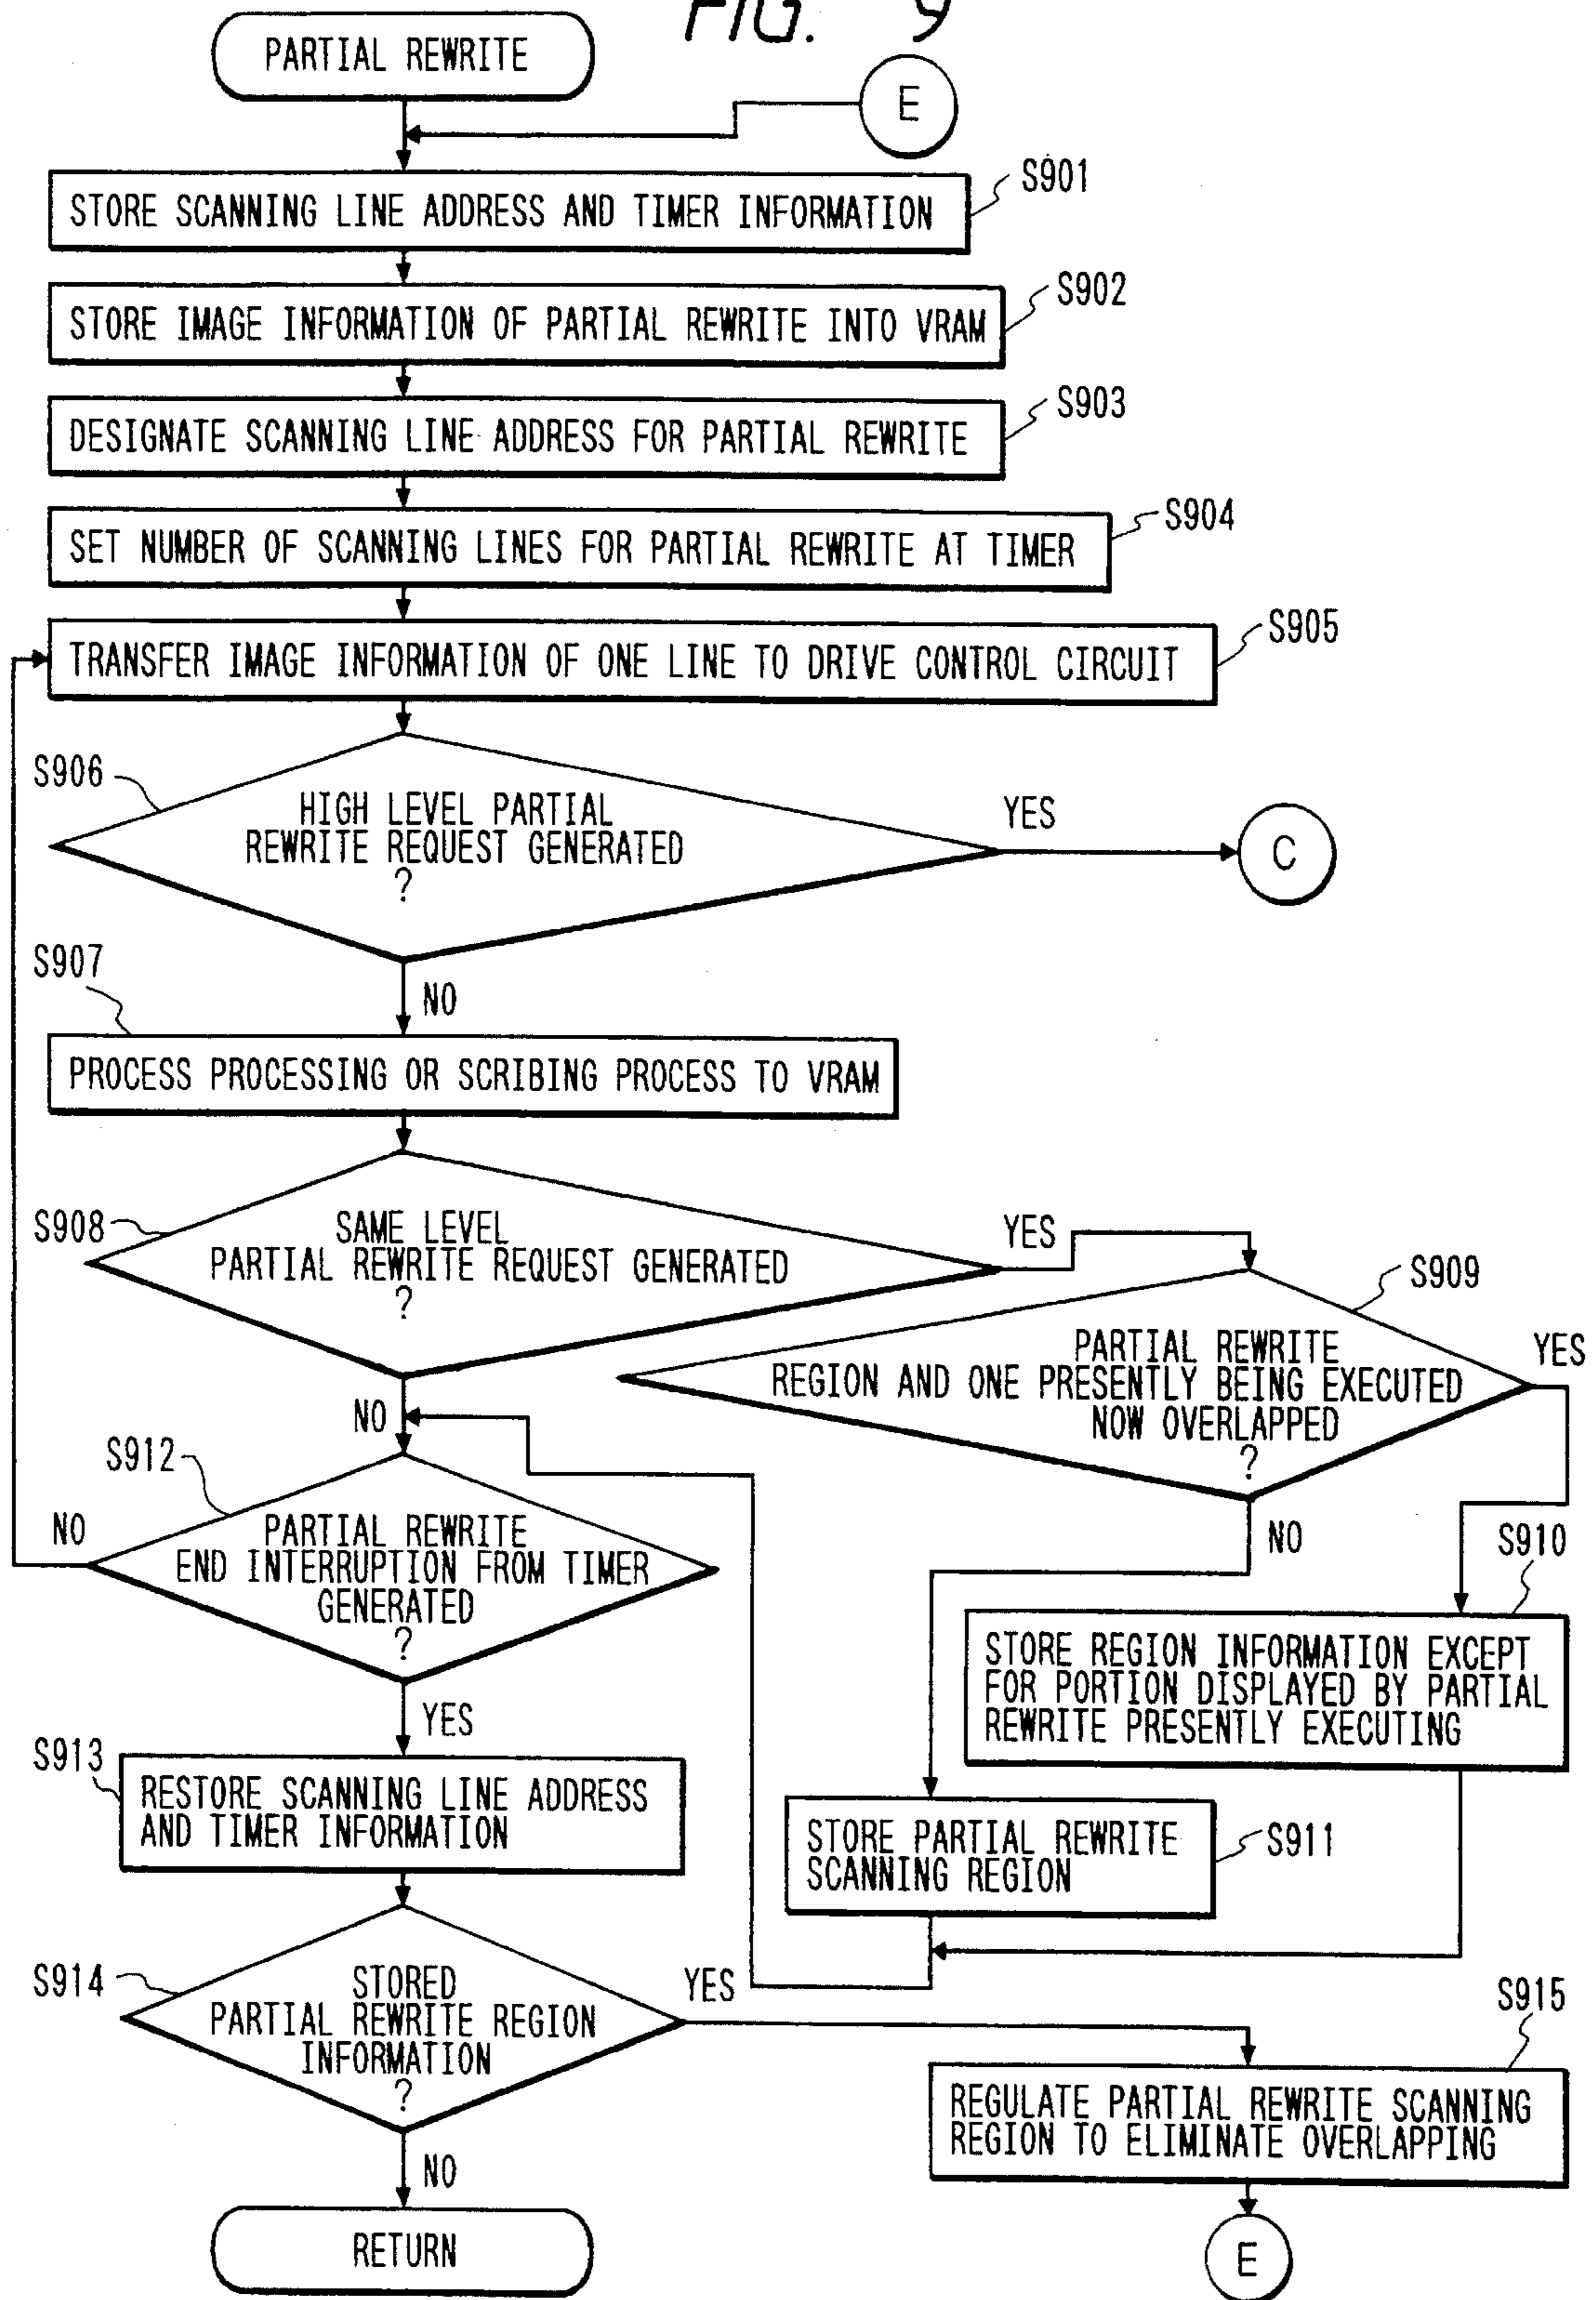 FIG. 9
PARTIAL REWRITE
E
S901
STORE SCANNING LINE ADDRESS AND TIMER INFORMATION
S902
STORE IMAGE INFORMATION OF PARTIAL REWRITE INTO VRAM
S903
DESIGNATE SCANNING LINE ADDRESS FOR PARTIAL REWRITE
S904
SET NUMBER OF SCANNING LINES FOR PARTIAL REWRITE AT TIMER
S905
TRANSFER IMAGE INFORMATION OF ONE LINE TO DRIVE CONTROL CIRCUIT
S906
HIGH LEVEL PARTIAL
REWRITE REQUEST GENERATED
?
YES
C
S907
NO
PROCESS PROCESSING OR SCRIBING PROCESS TO VRAM
S908
SAME LEVEL
PARTIAL REWRITE REQUEST GENERATED
?
YES
S909
PARTIAL REWRITE
REGION AND ONE PRESENTLY BEING EXECUTED
NOW OVERLAPPED
?
YES
NO
NO
S910
STORE REGION INFORMATION EXCEPT
FOR PORTION DISPLAYED BY PARTIAL
REWRITE PRESENTLY EXECUTING
S911
STORE PARTIAL REWRITE
SCANNING REGION
S912
PARTIAL REWRITE
END INTERRUPTION FROM TIMER
GENERATED
?
NO
YES
S913
RESTORE SCANNING LINE ADDRESS
AND TIMER INFORMATION
S914
STORED
PARTIAL REWRITE REGION
INFORMATION
?
YES
S915
REGULATE PARTIAL REWRITE SCANNING
REGION TO ELIMINATE OVERLAPPING
E
NO
RETURN